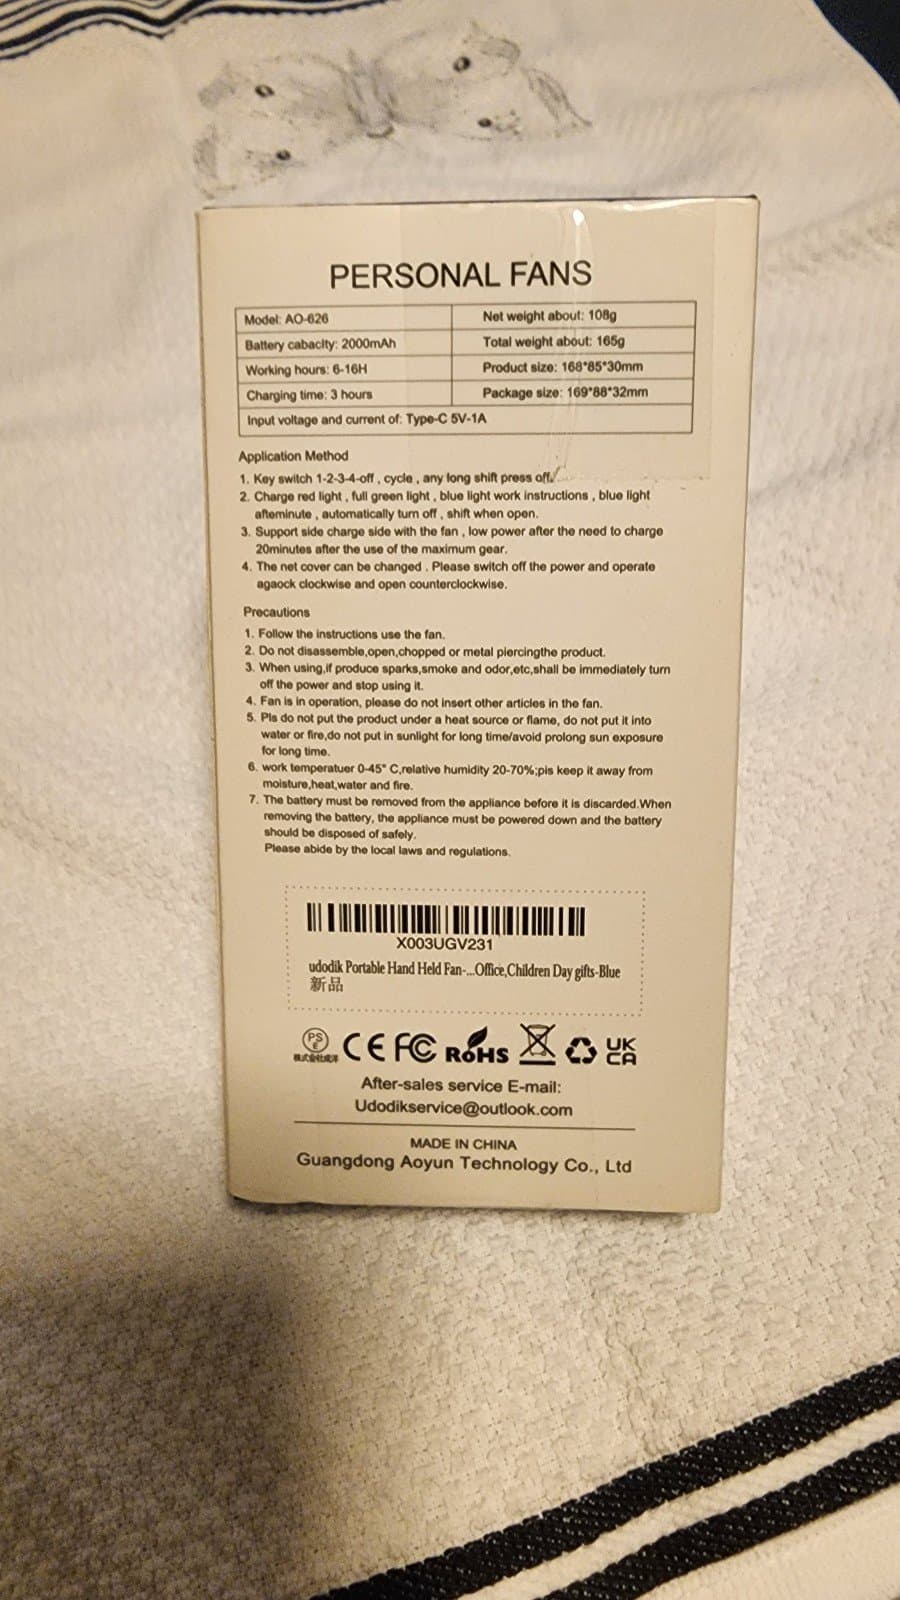 PERSONAL FANS
Model: AO-626
Net weight about: 108g
Battery cabacity: 2000mAh
Total weight about: 165g
Working hours: 6-16H
Product size: 168*85*30mm
Charging time: 3 hours
Package size: 169*88*32mm
Input voltage and current of: Type-C 5V-1A
Application Method
1. Key switch 1-2-3-4-off , cycle , any long shift press off.
2. Charge red light , full green light , blue light work instructions , blue light
afteminute , automatically turn off , shift when open.
3. Support side charge side with the fan , low power after the need to charge
20minutes after the use of the maximum gear.
4. The net cover can be changed . Please switch off the power and operate
agaock clockwise and open counterclockwise.
Precautions
1. Follow the instructions use the fan.
2. Do not disassemble,open,chopped or metal piercingthe product.
3. When using,if produce sparks,smoke and odor,etc,shall be immediately turn
off the power and stop using it.
4. Fan is in operation, please do not insert other articles in the fan.
5. Pls do not put the product under a heat source or flame, do not put it into
water or fire,do not put in sunlight for long time/avoid prolong sun exposure
for long time.
6. work temperatuer 0-45° C,relative humidity 20-70%;pls keep it away from
moisture,heat,water and fire.
7. The battery must be removed from the appliance before it is discarded.When
removing the battery, the appliance must be powered down and the battery
should be disposed of safely.
Please abide by the local laws and regulations.
X003UGV231
udodik Portable Hand Held Fan-...Office,Children Day gifts-Blue
新品
PS E CE FC RoHS UK CA
After-sales service E-mail:
Udodikservice@outlook.com
MADE IN CHINA
Guangdong Aoyun Technology Co., Ltd